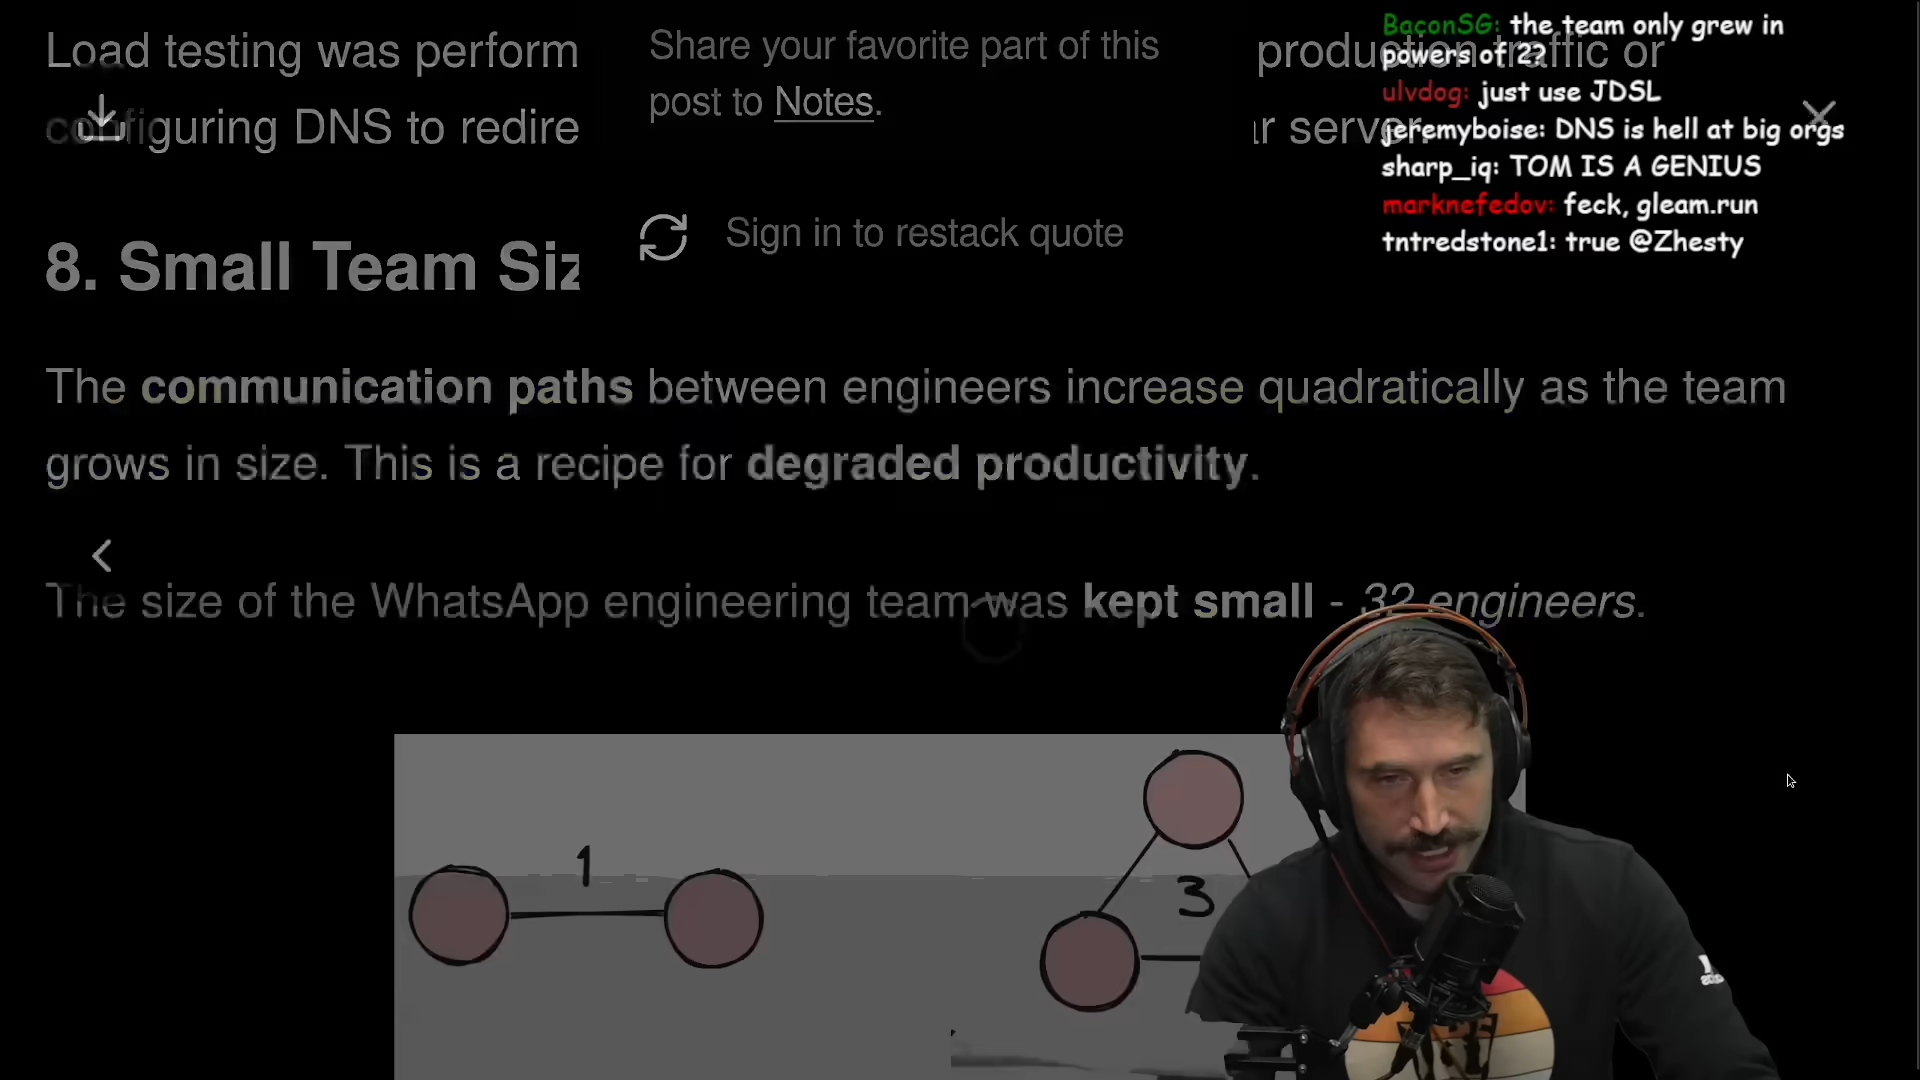 Load testing was perform
production traffic or
figuring DNS to redire
r server.
Share your favorite part of this
post to Notes.
Sign in to restack quote
BaconSG: the team only grew in
powers of 2?
ulvdog: just use JDSL
jeremyboise: DNS is hell at big orgs
sharp_iq: TOM IS A GENIUS
marknefedov: feck, gleam.run
tntredstone1: true @Zhesty
8. Small Team Siz
The communication paths between engineers increase quadratically as the team
grows in size. This is a recipe for degraded productivity.
The size of the WhatsApp engineering team was kept small - 32 engineers.
1
3